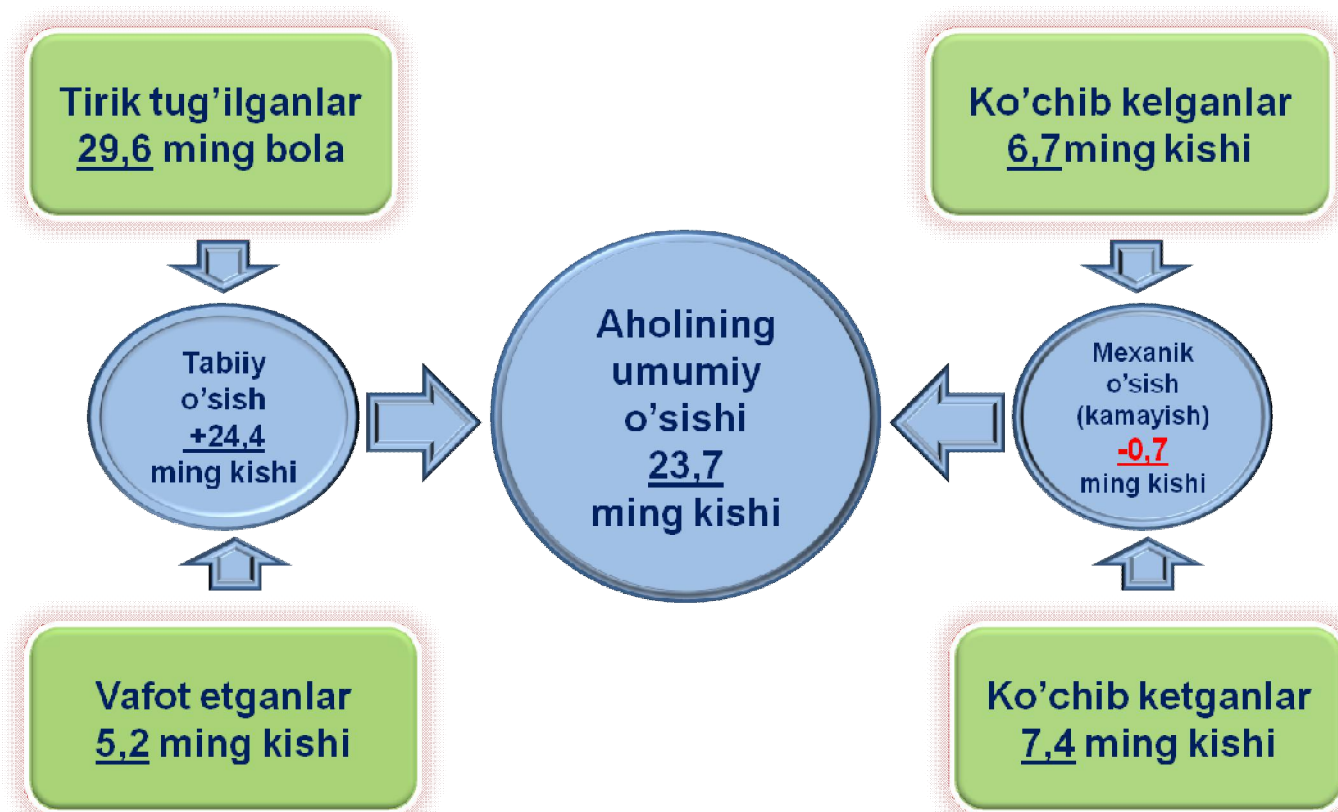 Tirik tug’ilganlar
29,6 ming bola
Ko’chib kelganlar
6,7ming kishi
Tabiiy
o’sish
+24,4
ming kishi
Aholining
umumiy
o’sishi
23,7
ming kishi
Mexanik
o’sish
(kamayish)
-0,7
ming kishi
Vafot etganlar
5,2 ming kishi
Ko’chib ketganlar
7,4 ming kishi